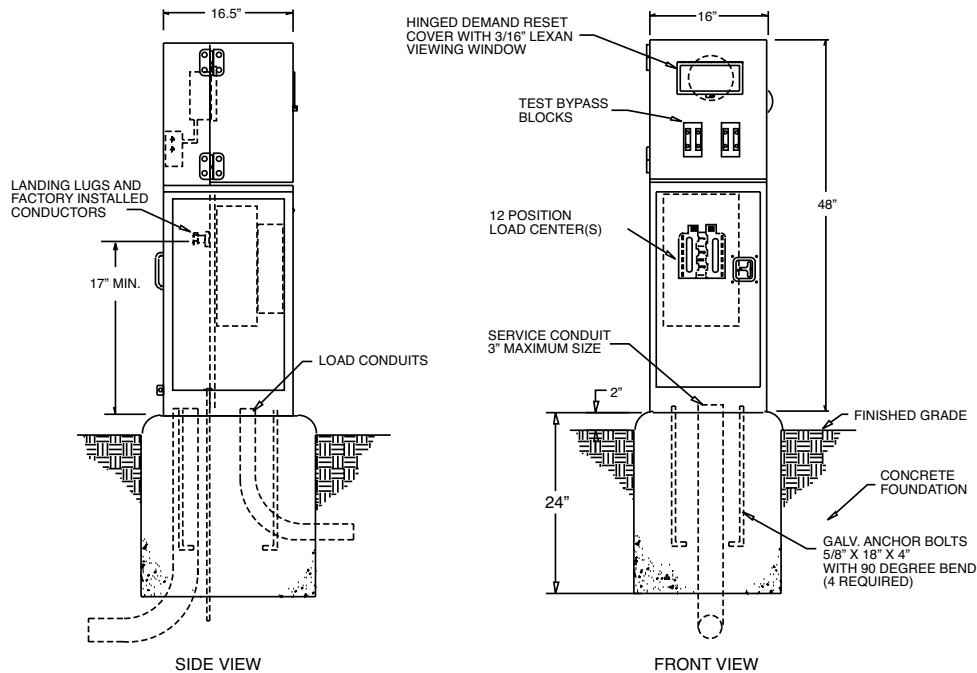 16.5"
LANDING LUGS AND
FACTORY INSTALLED
CONDUCTORS
17" MIN.
LOAD CONDUITS
SIDE VIEW
16"
HINGED DEMAND RESET
COVER WITH 3/16" LEXAN
VIEWING WINDOW
TEST BYPASS
BLOCKS
48"
12 POSITION
LOAD CENTER(S)
SERVICE CONDUIT
3" MAXIMUM SIZE
2"
FINISHED GRADE
24"
CONCRETE
FOUNDATION
GALV. ANCHOR BOLTS
5/8" X 18" X 4"
WITH 90 DEGREE BEND
(4 REQUIRED)
FRONT VIEW